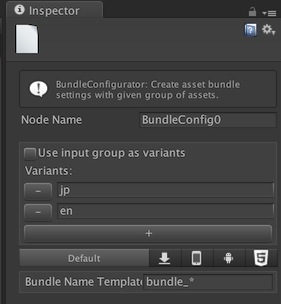 Inspector
BundleConfigurator: Create asset bundle
settings with given group of assets.
Node Name BundleConfig0
Use input group as variants
Variants:
- jp
- en
+
Default
Bundle Name Template bundle_*